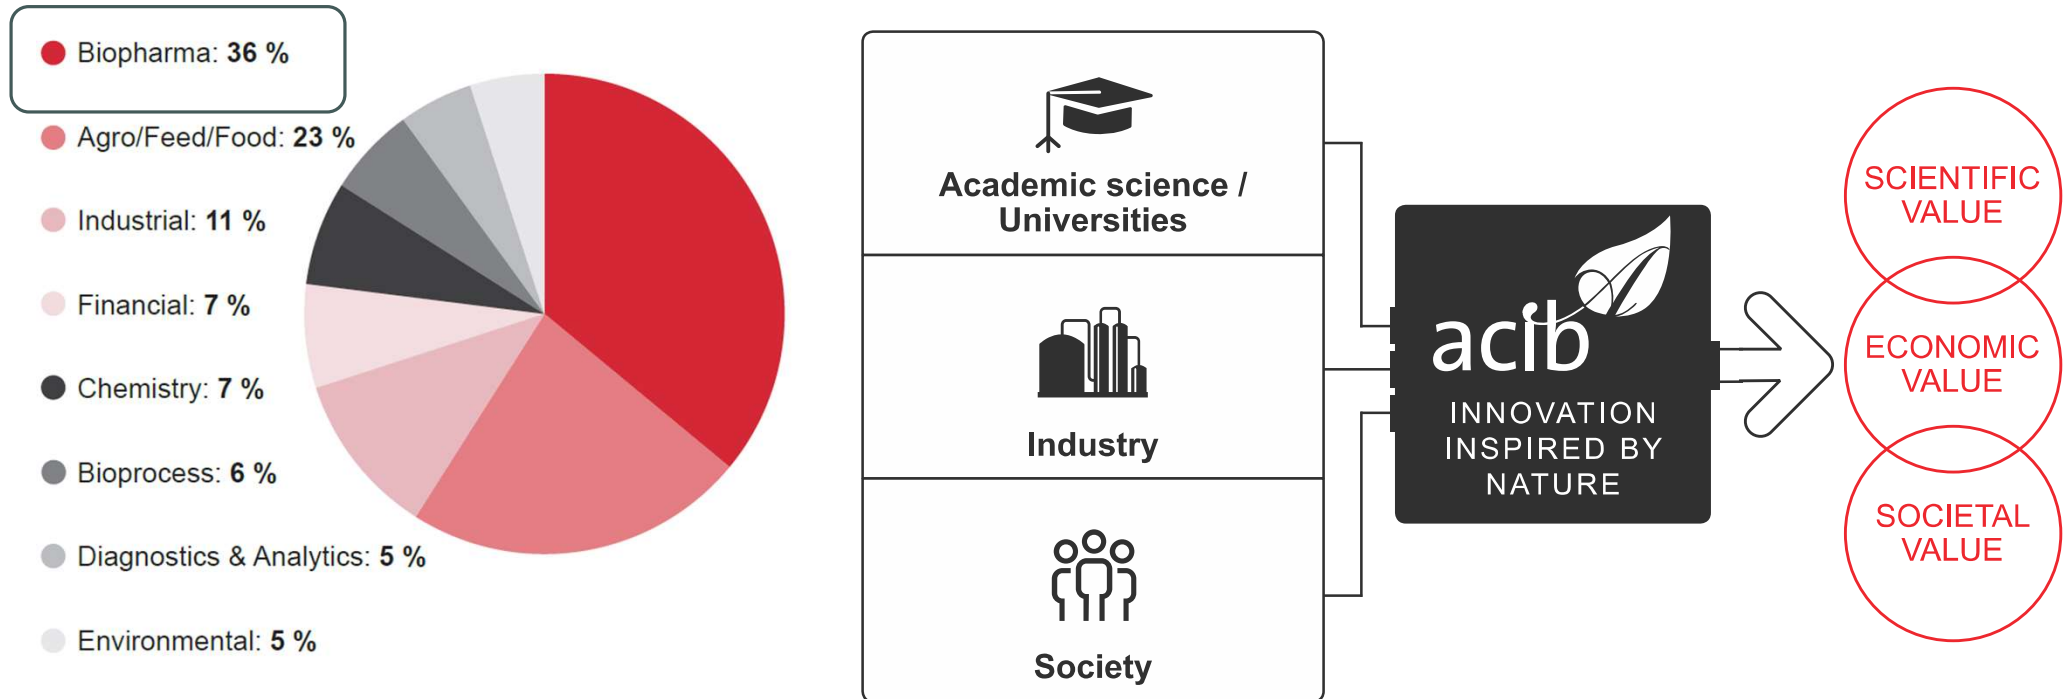 Biopharma: 36 %
Agro/Feed/Food: 23 %
Industrial: 11 %
Financial: 7 %
Chemistry: 7 %
Bioprocess: 6 %
Diagnostics & Analytics: 5 %
Environmental: 5 %
Academic science /
Universities
Industry
Society
acib
INNOVATION
INSPIRED BY
NATURE
SCIENTIFIC
VALUE
ECONOMIC
VALUE
SOCIETAL
VALUE